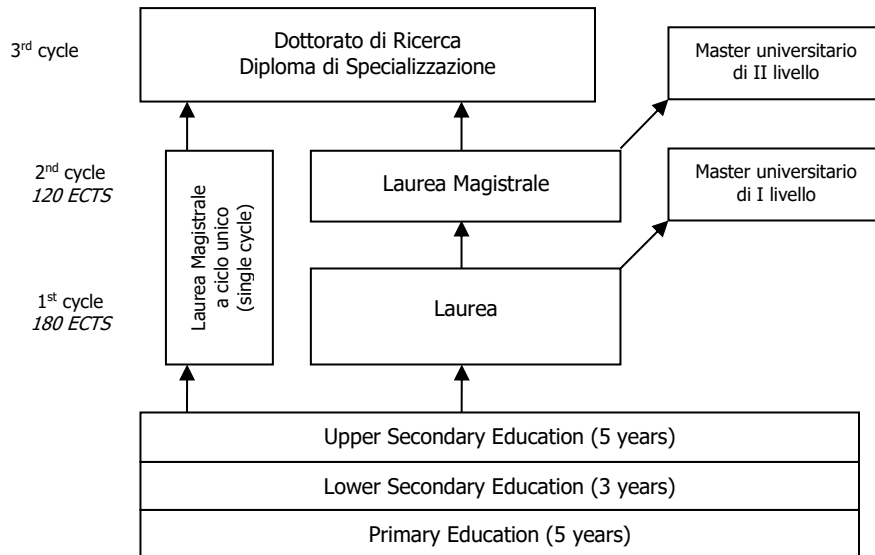 3rd cycle
Dottorato di Ricerca
Diploma di Specializzazione
Master universitario
di II livello
2nd cycle
120 ECTS
Laurea Magistrale
a ciclo unico
(single cycle)
Laurea Magistrale
Master universitario
di I livello
1st cycle
180 ECTS
Laurea
Upper Secondary Education (5 years)
Lower Secondary Education (3 years)
Primary Education (5 years)